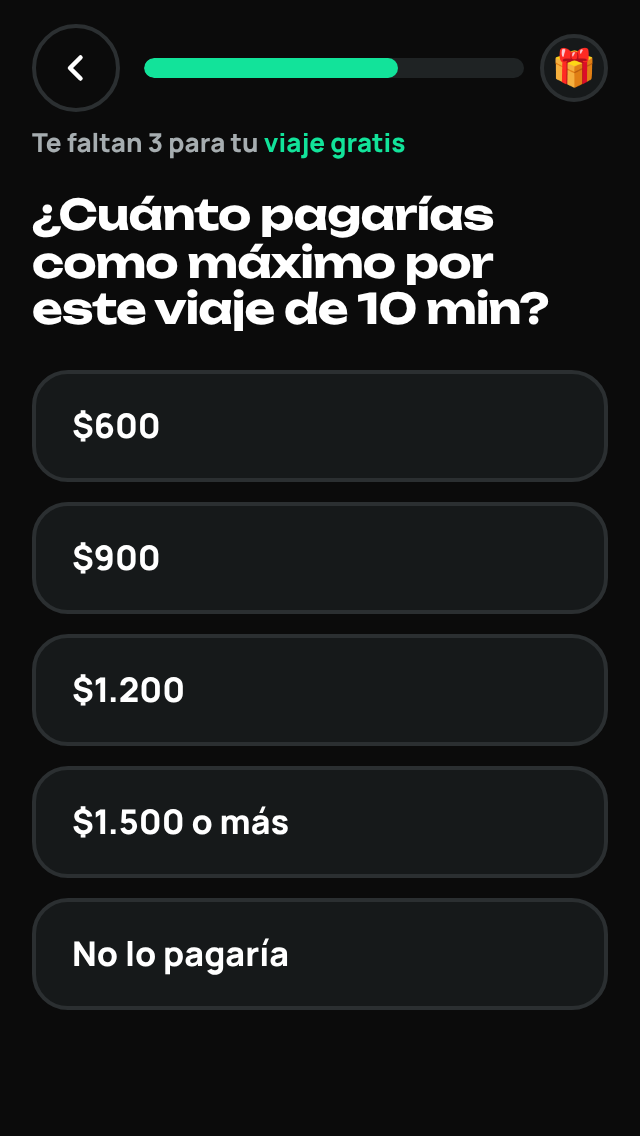 Te faltan 3 para tu viaje gratis
¿Cuánto pagarías
como máximo por
este viaje de 10 min?
$600
$900
$1.200
$1.500 o más
No lo pagaría